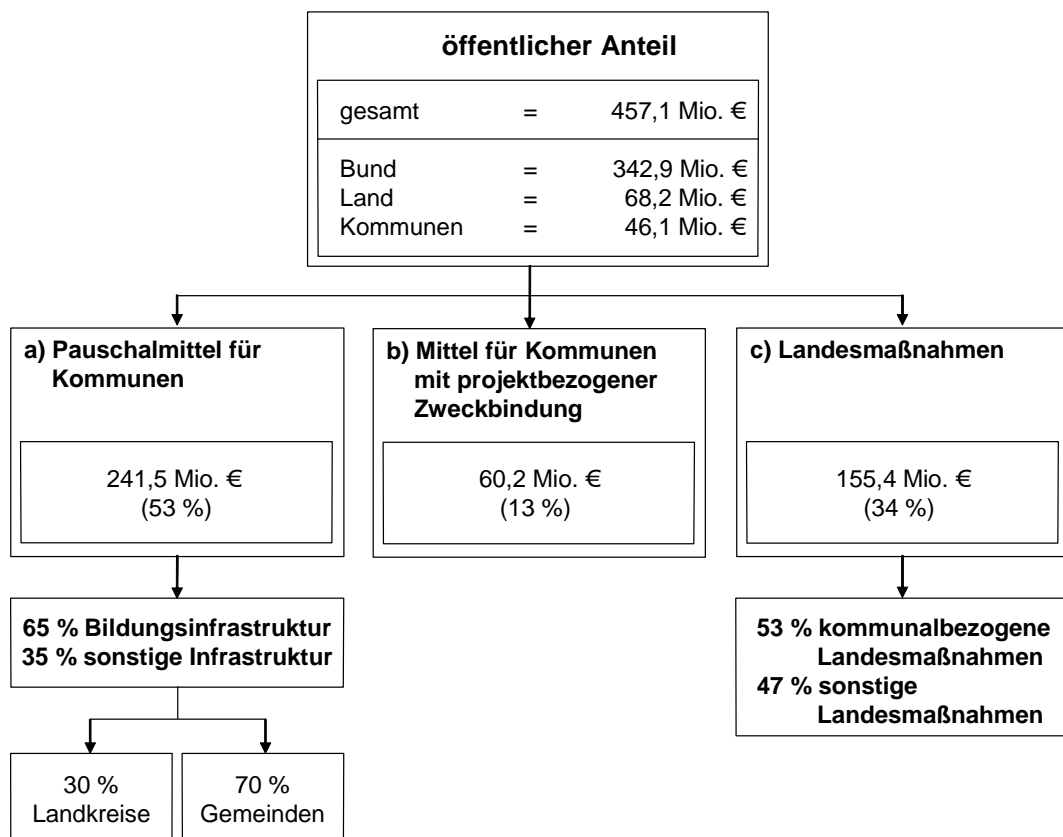 öffentlicher Anteil
gesamt = 457,1 Mio. €
Bund = 342,9 Mio. €
Land = 68,2 Mio. €
Kommunen = 46,1 Mio. €
a) Pauschalmittel für
Kommunen
241,5 Mio. €
(53 %)
b) Mittel für Kommunen
mit projektbezogener
Zweckbindung
60,2 Mio. €
(13 %)
c) Landesmaßnahmen
155,4 Mio. €
(34 %)
65 % Bildungsinfrastruktur
35 % sonstige Infrastruktur
53 % kommunalbezogene
Landesmaßnahmen
47 % sonstige
Landesmaßnahmen
30 %
Landkreise
70 %
Gemeinden